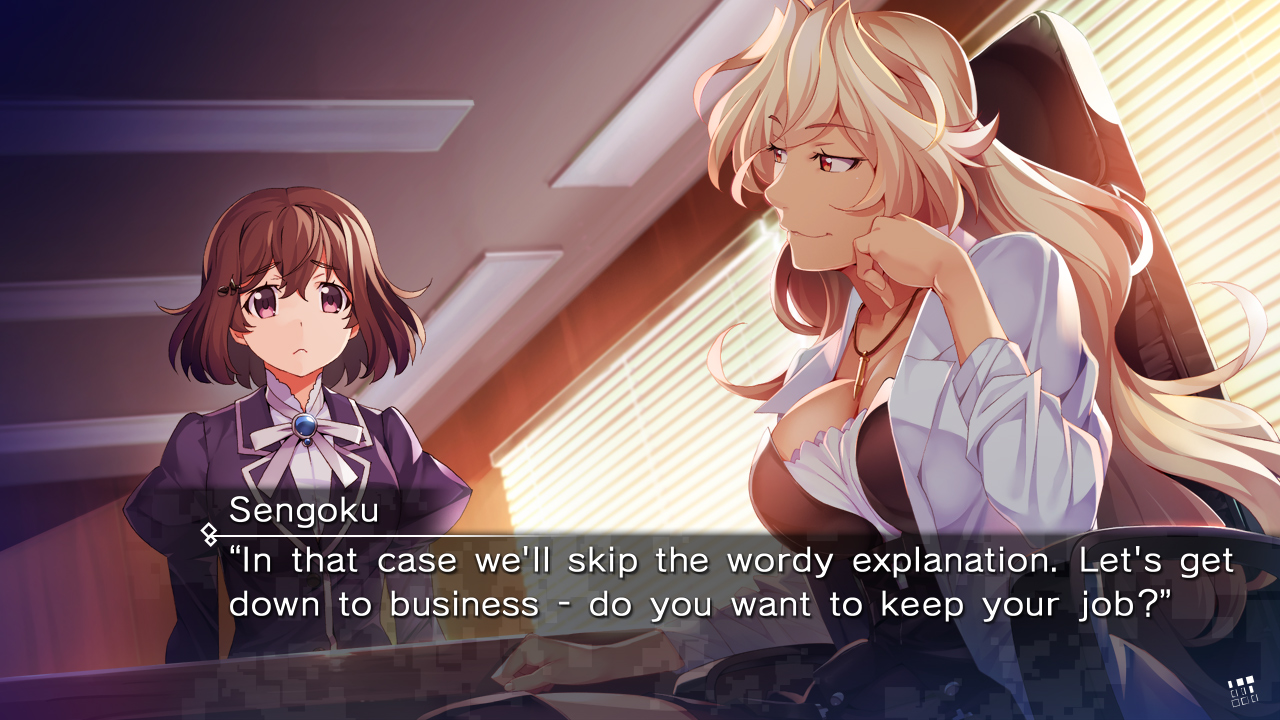 Sengoku
“In that case we'll skip the wordy explanation. Let's get
down to business - do you want to keep your job?”